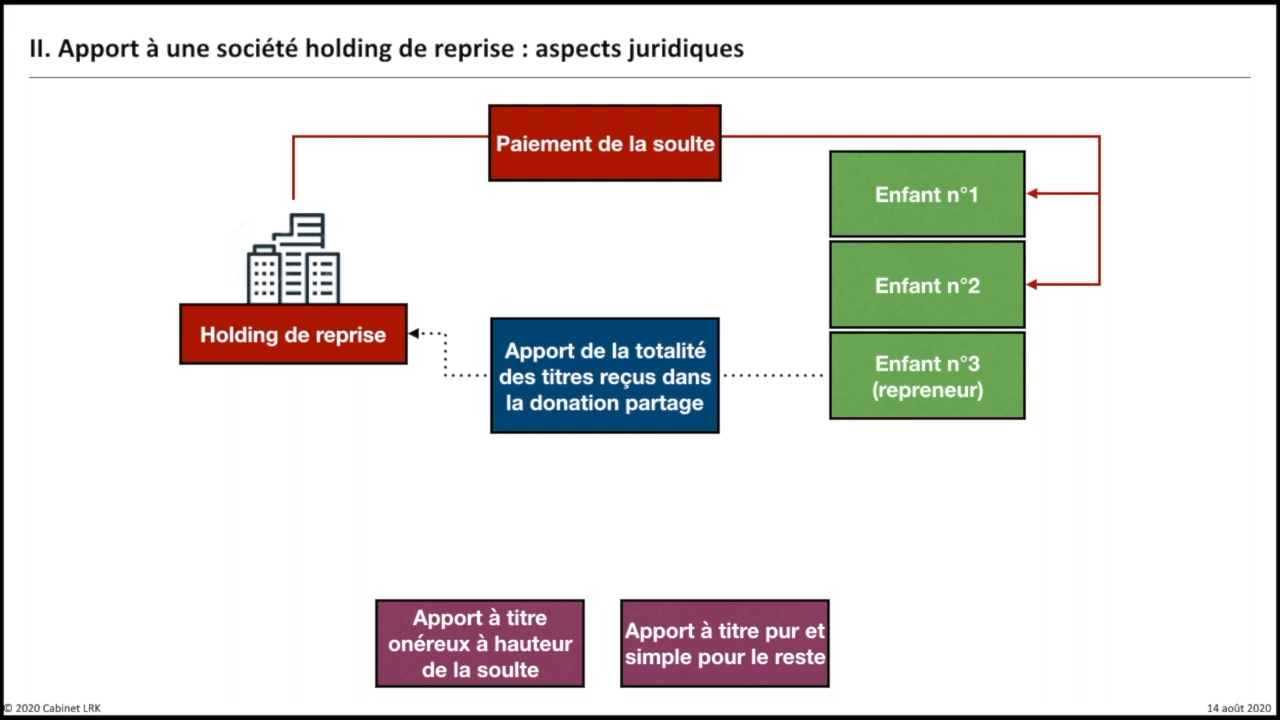 II. Apport à une société holding de reprise : aspects juridiques
Paiement de la soulte
Enfant n°1
Enfant n°2
Holding de reprise
Apport de la totalité
des titres reçus dans
la donation partage
Enfant n°3
(repreneur)
Apport à titre
onéreux à hauteur
de la soulte
Apport à titre pur et
simple pour le reste
© 2020 Cabinet LRK
14 août 2020